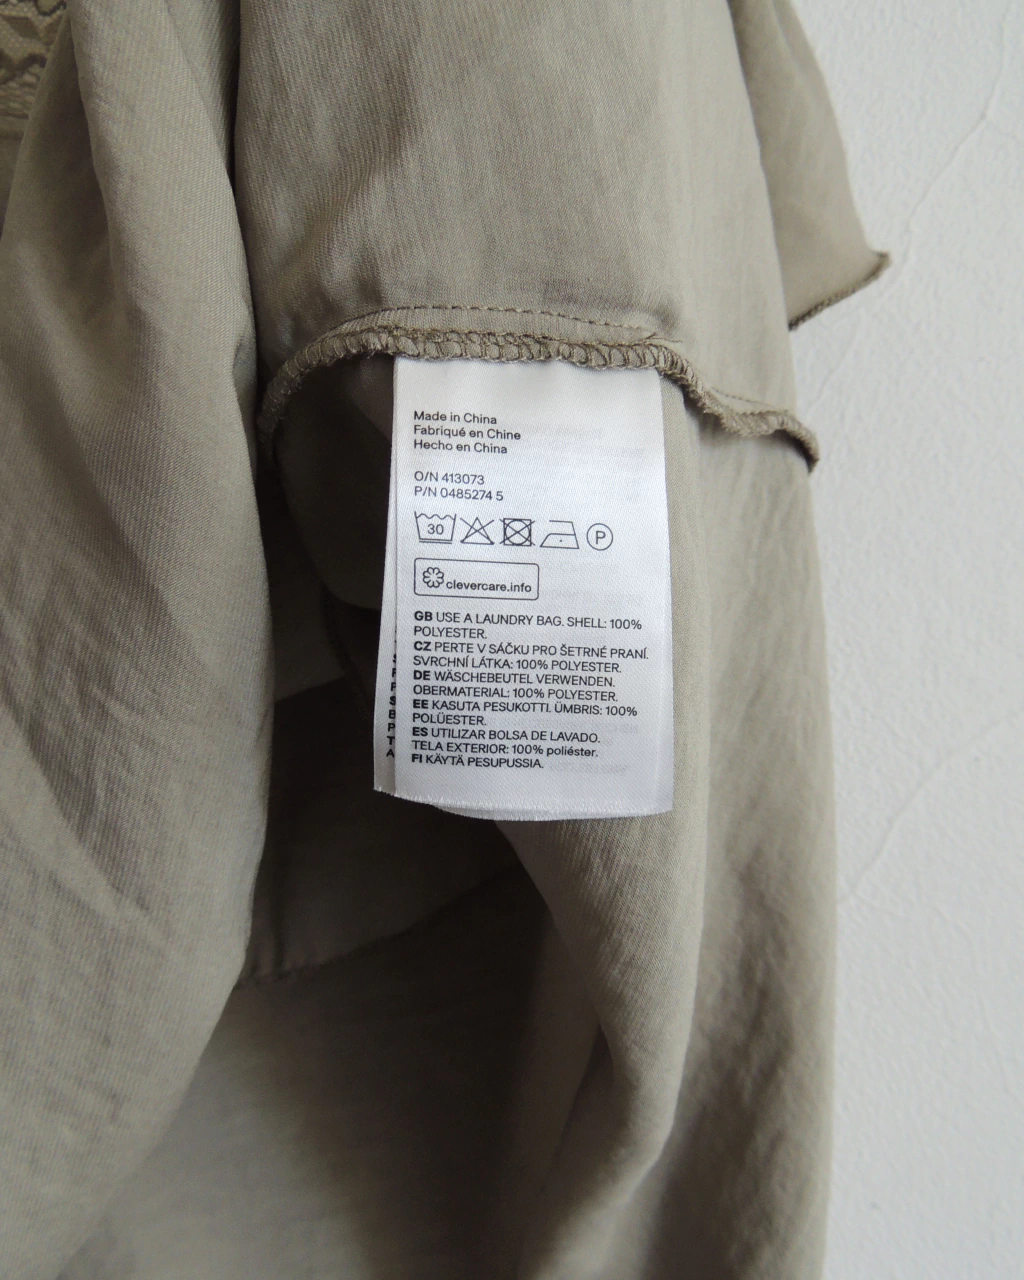 Made in China
Fabriqué en Chine
Hecho en China
O/N 413073
P/N 0485274 5
30 P
clevercare.info
GB USE A LAUNDRY BAG. SHELL: 100%
POLYESTER.
CZ PERTE V SÁČKU PRO ŠETRNÉ PRANÍ.
SVRCHNÍ LÁTKA: 100% POLYESTER.
DE WÄSCHEBEUTEL VERWENDEN.
OBERMATERIAL: 100% POLYESTER.
EE KASUTA PESUKOTTI. ÜMBRIS: 100%
POLÜESTER.
ES UTILIZAR BOLSA DE LAVADO.
TELA EXTERIOR: 100% poliéster.
FI KÄYTÄ PESUPUSSIA.